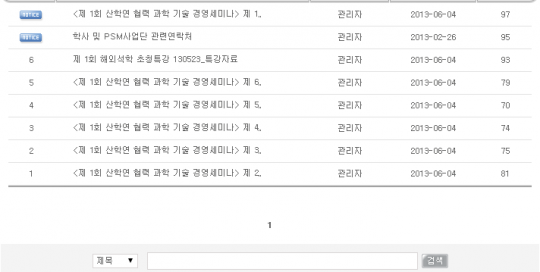 NOTICE <제 1회 산학연 협력 과학 기술 경영세미나> 제 1. 관리자 2013-06-04 97
NOTICE 학사 및 PSM사업단 관련연락처 관리자 2013-02-26 95
6 제 1회 해외석학 초청특강 130523_특강자료 관리자 2013-06-04 93
5 <제 1회 산학연 협력 과학 기술 경영세미나> 제 6. 관리자 2013-06-04 79
4 <제 1회 산학연 협력 과학 기술 경영세미나> 제 5. 관리자 2013-06-04 70
3 <제 1회 산학연 협력 과학 기술 경영세미나> 제 4. 관리자 2013-06-04 74
2 <제 1회 산학연 협력 과학 기술 경영세미나> 제 3. 관리자 2013-06-04 75
1 <제 1회 산학연 협력 과학 기술 경영세미나> 제 2. 관리자 2013-06-04 81
1
제목 ▼ 검색